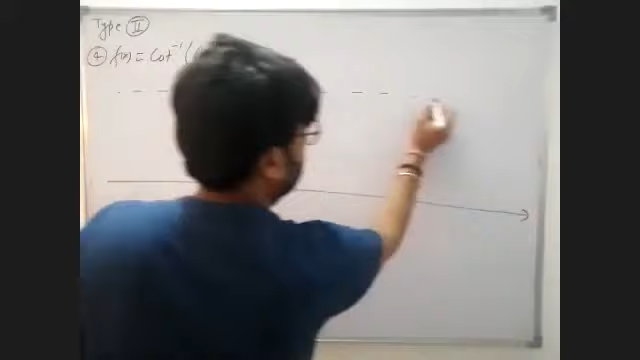 Type II
4 f(x) = Cot⁻¹ (